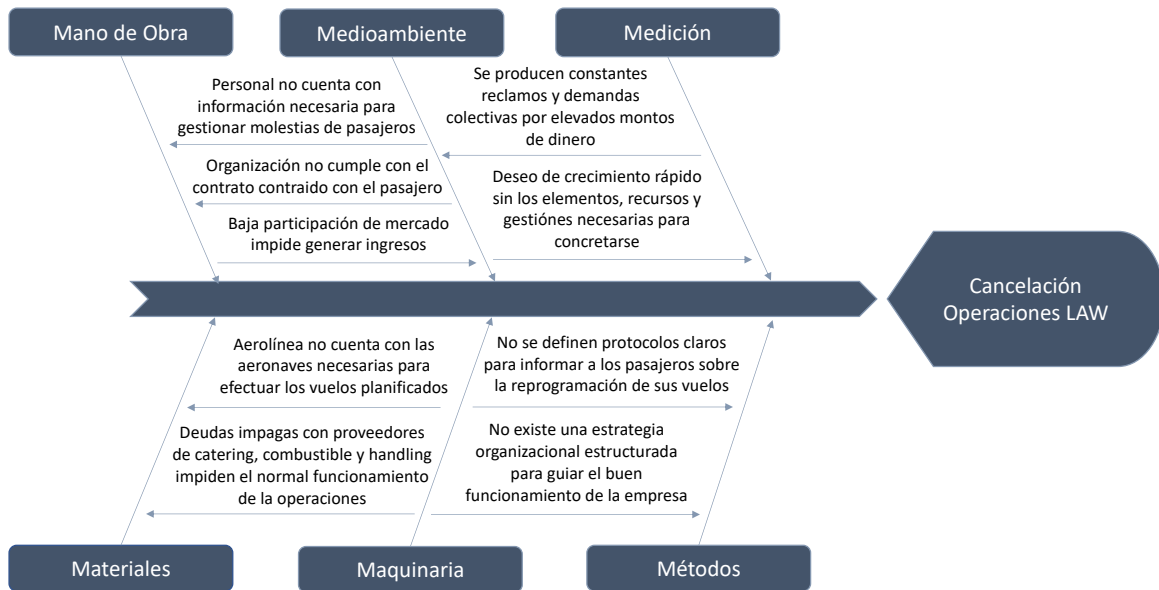 Mano de Obra
Medioambiente
Medición
Personal no cuenta con
información necesaria para
gestionar molestias de pasajeros
Organización no cumple con el
contrato contraido con el pasajero
Baja participación de mercado
impide generar ingresos
Se producen constantes
reclamos y demandas
colectivas por elevados montos
de dinero
Deseo de crecimiento rápido
sin los elementos, recursos y
gestiónes necesarias para
concretarse
Cancelación
Operaciones LAW
Aerolínea no cuenta con las
aeronaves necesarias para
efectuar los vuelos planificados
Deudas impagas con proveedores
de catering, combustible y handling
impiden el normal funcionamiento
de la operaciones
No se definen protocolos claros
para informar a los pasajeros sobre
la reprogramación de sus vuelos
No existe una estrategia
organizacional estructurada
para guiar el buen
funcionamiento de la empresa
Materiales
Maquinaria
Métodos